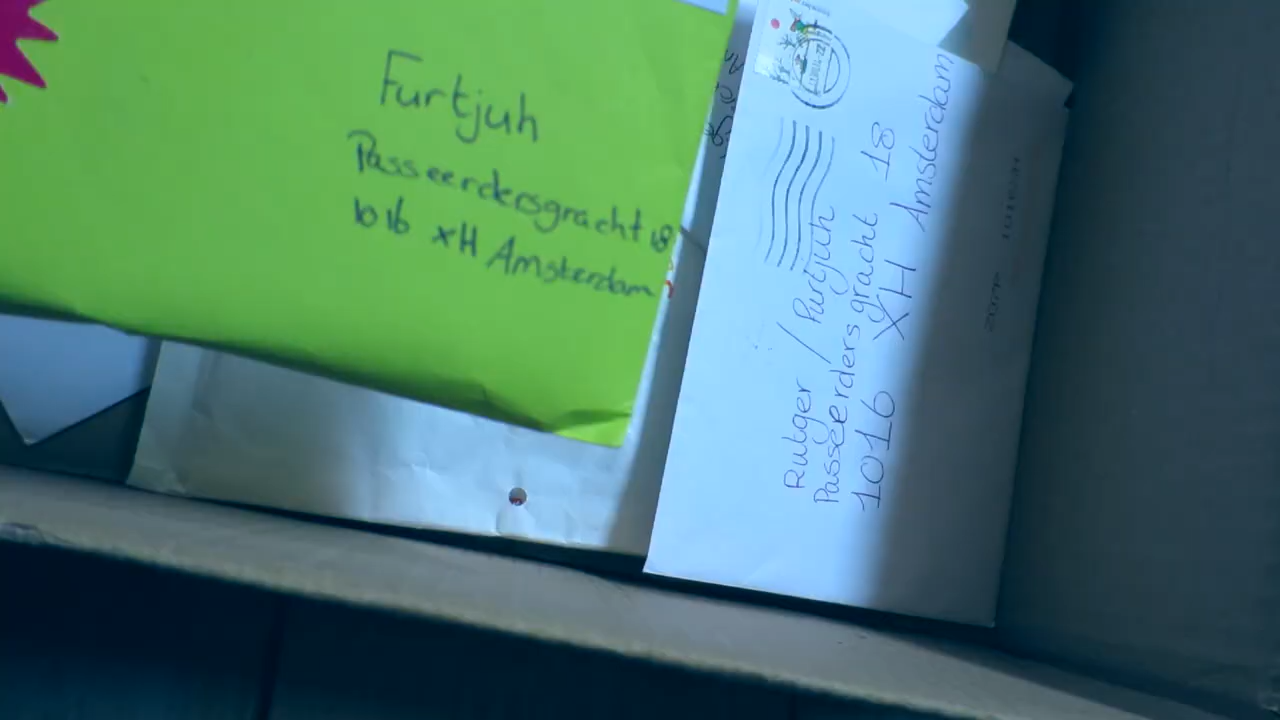 Furtjuh
Passeerdersgracht 18
1016 XH Amsterdam
Rutger / Furtjuh
Passeerdersgracht 18
1016 XH Amsterdam